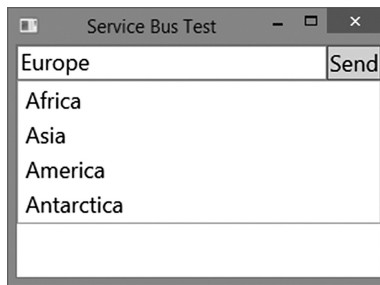 Service Bus Test
Europe Send
Africa
Asia
America
Antarctica